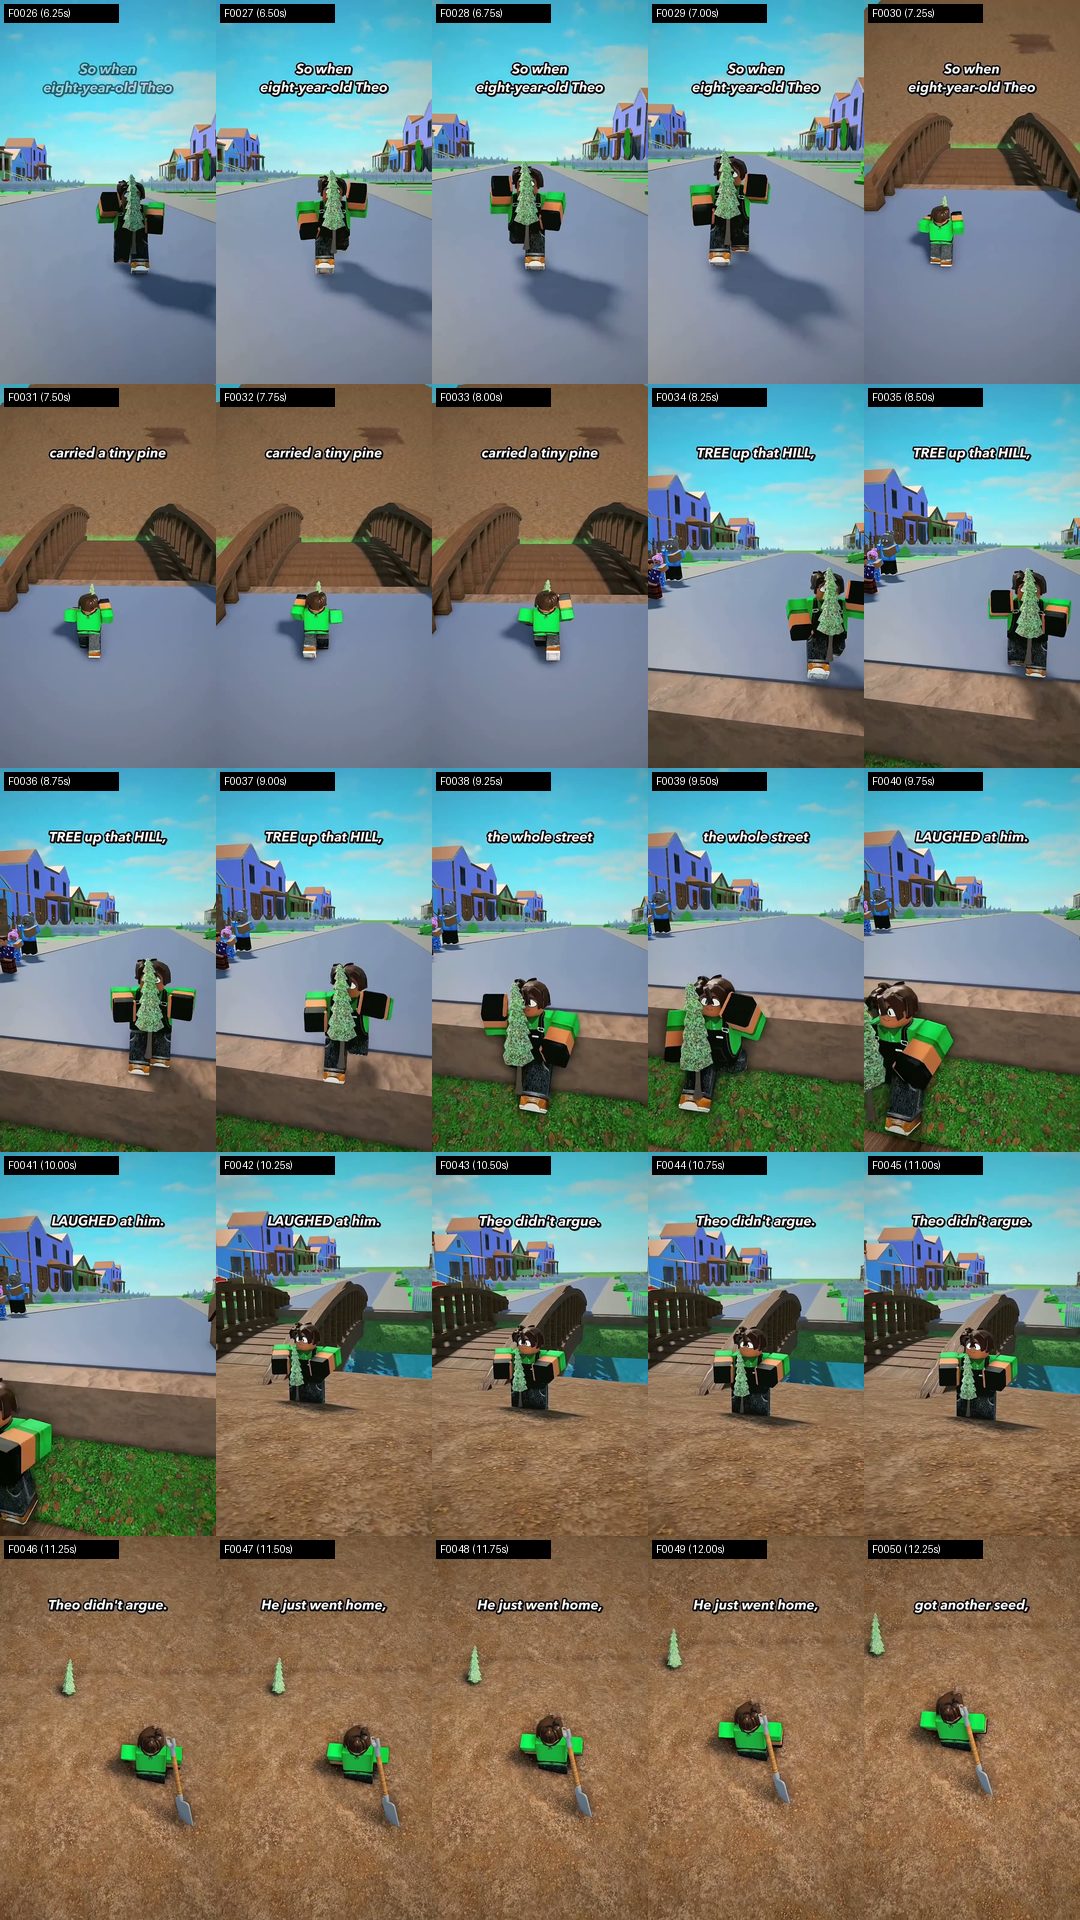 F0026 (6.25s)
So when
eight-year-old Theo
F0027 (6.50s)
So when
eight-year-old Theo
F0028 (6.75s)
So when
eight-year-old Theo
F0029 (7.00s)
So when
eight-year-old Theo
F0030 (7.25s)
So when
eight-year-old Theo
F0031 (7.50s)
carried a tiny pine
F0032 (7.75s)
carried a tiny pine
F0033 (8.00s)
carried a tiny pine
F0034 (8.25s)
TREE up that HILL,
F0035 (8.50s)
TREE up that HILL,
F0036 (8.75s)
TREE up that HILL,
F0037 (9.00s)
TREE up that HILL,
F0038 (9.25s)
the whole street
F0039 (9.50s)
the whole street
F0040 (9.75s)
LAUGHED at him.
F0041 (10.00s)
LAUGHED at him.
F0042 (10.25s)
LAUGHED at him.
F0043 (10.50s)
Theo didn't argue.
F0044 (10.75s)
Theo didn't argue.
F0045 (11.00s)
Theo didn't argue.
F0046 (11.25s)
Theo didn't argue.
F0047 (11.50s)
He just went home,
F0048 (11.75s)
He just went home,
F0049 (12.00s)
He just went home,
F0050 (12.25s)
got another seed,